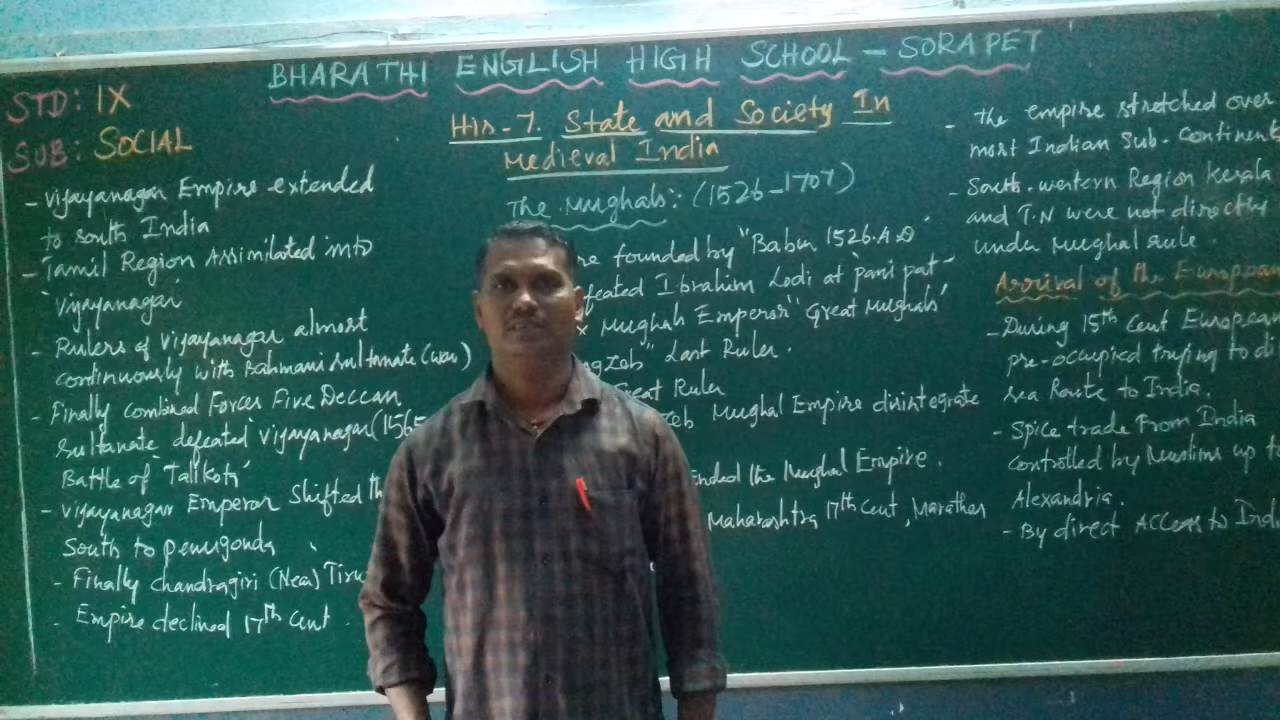 BHARATHI ENGLISH HIGH SCHOOL - SORAPET
STD: IX
SUB: SOCIAL
His-7. State and Society In
Medieval India
- Vijayanagar Empire extended
to south India
- Tamil Region Assimilated into
Vijayanagar
- Rulers of Vijayanagar almost
continuously with Bahmani Sultanate (war)
- Finally Combined Forces Five Deccan
Sultanate defeated Vijayanagar (1565
Battle of "Talikota"
- Vijayanagar Emperor Shifted
South to penugonda
- Finally chandragiri (Near)
- Empire declined 17th Cent.
The Mughals: (1526-1707)
founded by "Babur 1526.A.D
Ibrahim Lodi at 'panipat'
Mughals Emperor "Great Mughals"
Last Ruler.
Great Ruler
Mughal Empire disintegrate
the Mughal Empire.
Maharashtra 17th Cent, Marathas
- The empire stretched over
most Indian Sub-Continent
- South-western Region Kerala
and T.N were not directly
under Mughal rule.
Arrival of the European
- During 15th Cent European
pre-occupied trying to
sea Route to India.
- Spice trade From India
Controlled by Muslims up to
Alexandria.
- By direct Access to